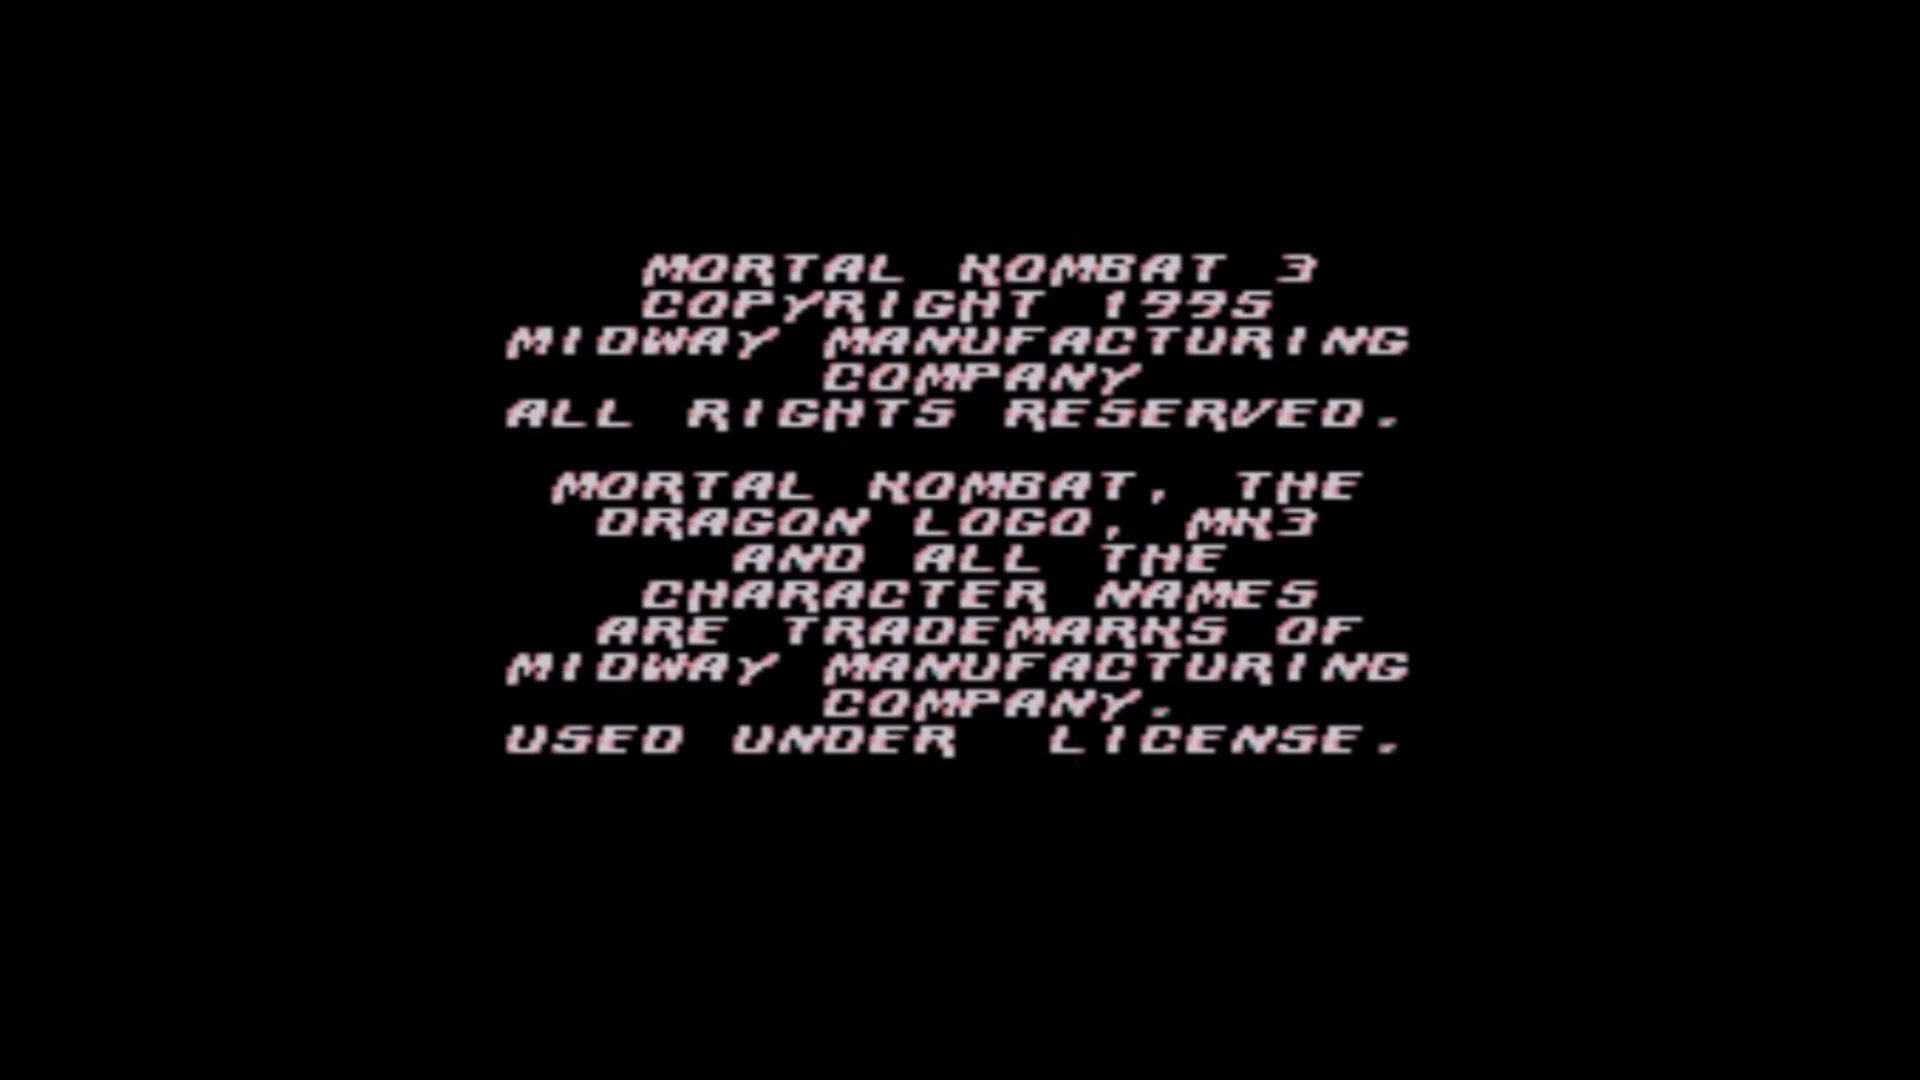 MORTAL KOMBAT 3
COPYRIGHT 1995
MIDWAY MANUFACTURING
COMPANY
ALL RIGHTS RESERVED.
MORTAL KOMBAT, THE
DRAGON LOGO, MK3
AND ALL THE
CHARACTER NAMES
ARE TRADEMARKS OF
MIDWAY MANUFACTURING
COMPANY.
USED UNDER LICENSE.